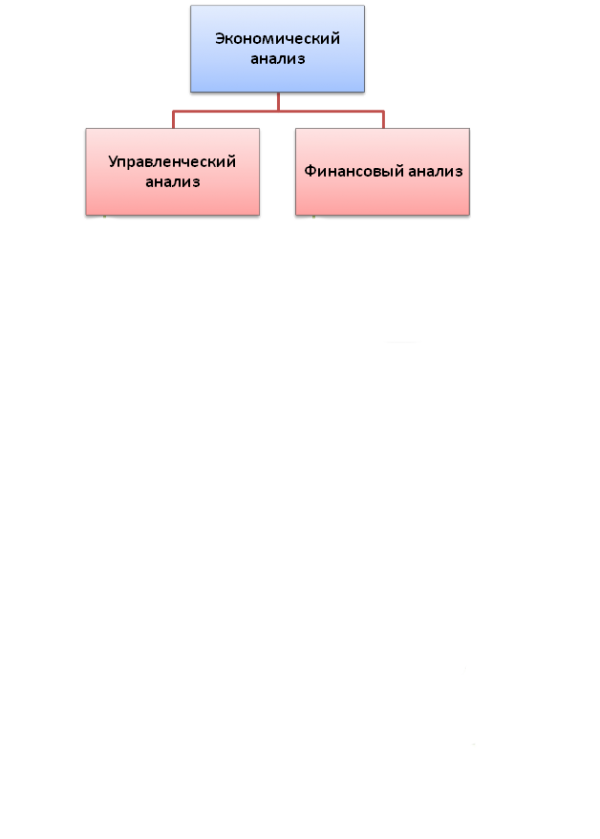 Экономический
анализ
Управленческий
анализ
Финансовый анализ